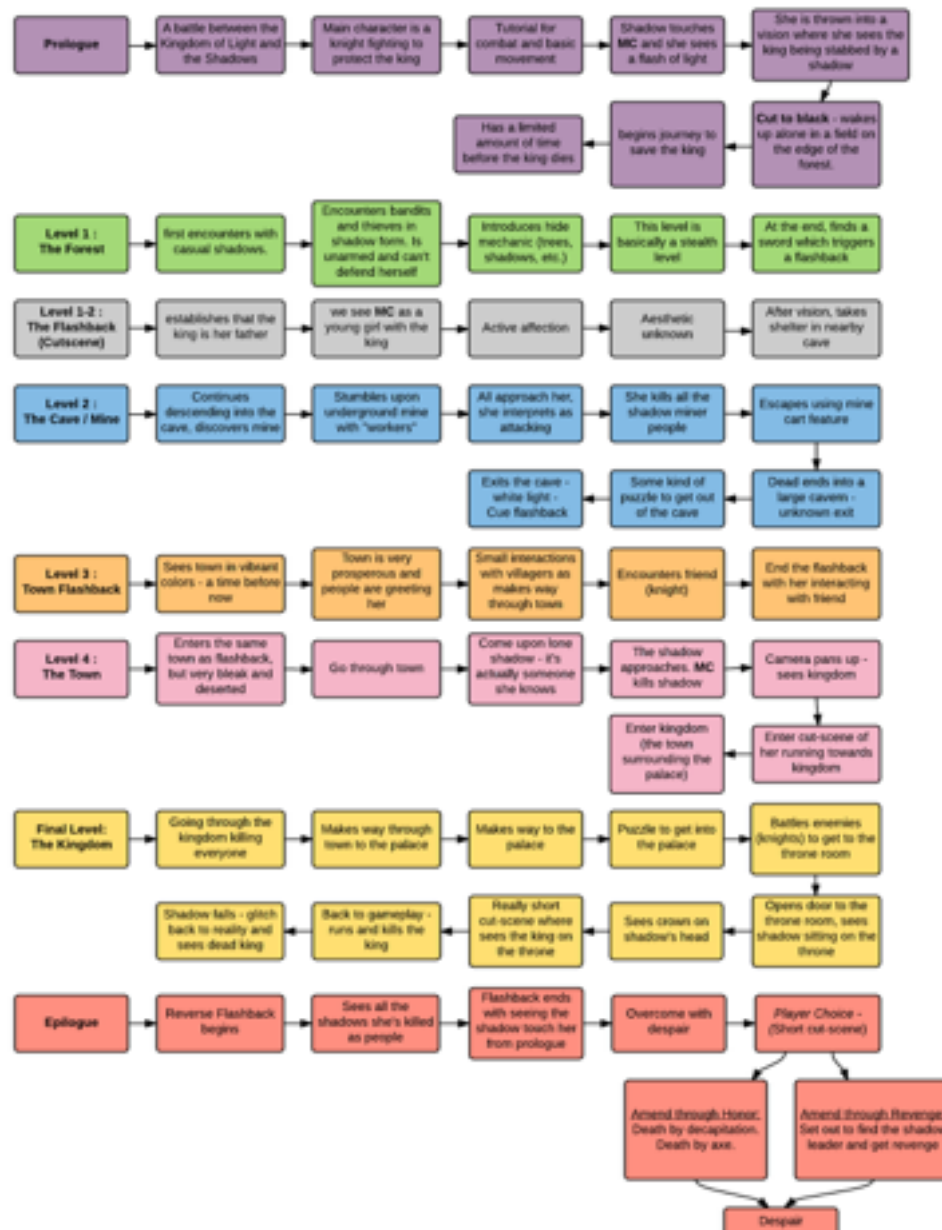 Prologue
A battle between the
Kingdom of Light and
the Shadows
Main character is a
knight fighting to
protect the king
Tutorial for
combat and basic
movement
Shadow touches
MC and she sees
a flash of light
She is thrown into a
vision where she sees the
king being stabbed by a
shadow
Cut to black - wakes
up alone in a field on
the edge of the
forest.
begins journey to
save the king
Has a limited
amount of time
before the king dies
Level 1 :
The Forest
first encounters with
casual shadows.
Encounters bandits
and thieves in
shadow form. Is
unarmed and can't
defend herself
Introduces hide
mechanic (trees,
shadows, etc.)
This level is
basically a stealth
level
At the end, finds a
sword which triggers
a flashback
Level 1-2 :
The Flashback
(Cutscene)
establishes that the
king is her father
we see MC as a
young girl with the
king
Active affection
Aesthetic
unknown
After vision, takes
shelter in nearby
cave
Level 2 :
The Cave / Mine
Continues
descending into the
cave, discovers mine
Stumbles upon
underground mine
with "workers"
All approach her,
she interprets as
attacking
She kills all the
shadow miner
people
Escapes using mine
cart feature
Dead ends into a
large cavern -
unknown exit
Some kind of
puzzle to get out
of the cave
Exits the cave -
white light -
Cue flashback
Level 3 :
Town Flashback
Sees town in vibrant
colors - a time before
now
Town is very
prosperous and
people are greeting
her
Small interactions
with villagers as
makes way
through town
Encounters friend
(knight)
End the flashback
with her interacting
with friend
Level 4 :
The Town
Enters the same
town as flashback,
but very bleak and
deserted
Go through town
Come upon lone
shadow - it's
actually someone
she knows
The shadow
approaches. MC
kills shadow
Camera pans up -
sees kingdom
Enter cut-scene of
her running towards
kingdom
Enter kingdom
(the town
surrounding the
palace)
Final Level:
The Kingdom
Going through the
kingdom killing
everyone
Makes way through
town to the palace
Makes way to the
palace
Puzzle to get into
the palace
Battles enemies
(knights) to get to the
throne room
Opens door to the
throne room, sees
shadow sitting on the
throne
Sees crown on
shadow's head
Really short
cut-scene where
sees the king on
the throne
Back to gameplay -
runs and kills the
king
Shadow falls - glitch
back to reality and
sees dead king
Epilogue
Reverse Flashback
begins
Sees all the
shadows she's killed
as people
Flashback ends
with seeing the
shadow touch her
from prologue
Overcome with
despair
Player Choice -
(Short cut-scene)
Amend through Honor:
Death by decapitation.
Death by axe.
Amend through Revenge
Set out to find the shadow
leader and get revenge
Despair